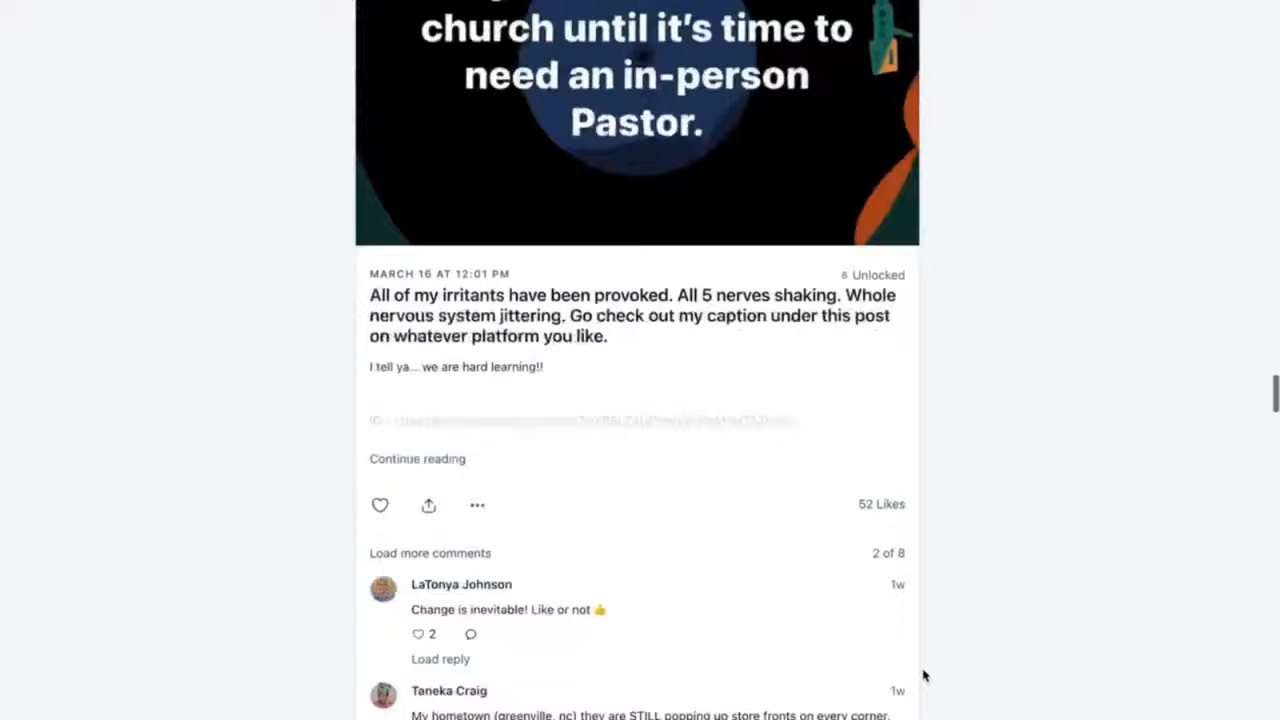 church until it's time to
need an in-person
Pastor.
MARCH 16 AT 12:01 PM
Unlocked
All of my irritants have been provoked. All 5 nerves shaking. Whole
nervous system jittering. Go check out my caption under this post
on whatever platform you like.
I tell ya... we are hard learning!!
Continue reading
52 Likes
Load more comments
2 of 8
LaTonya Johnson
1w
Change is inevitable! Like or not 👍
2
Load reply
Taneka Craig
1w
My hometown (greenville, nc) they are STILL popping up store fronts on every corner.